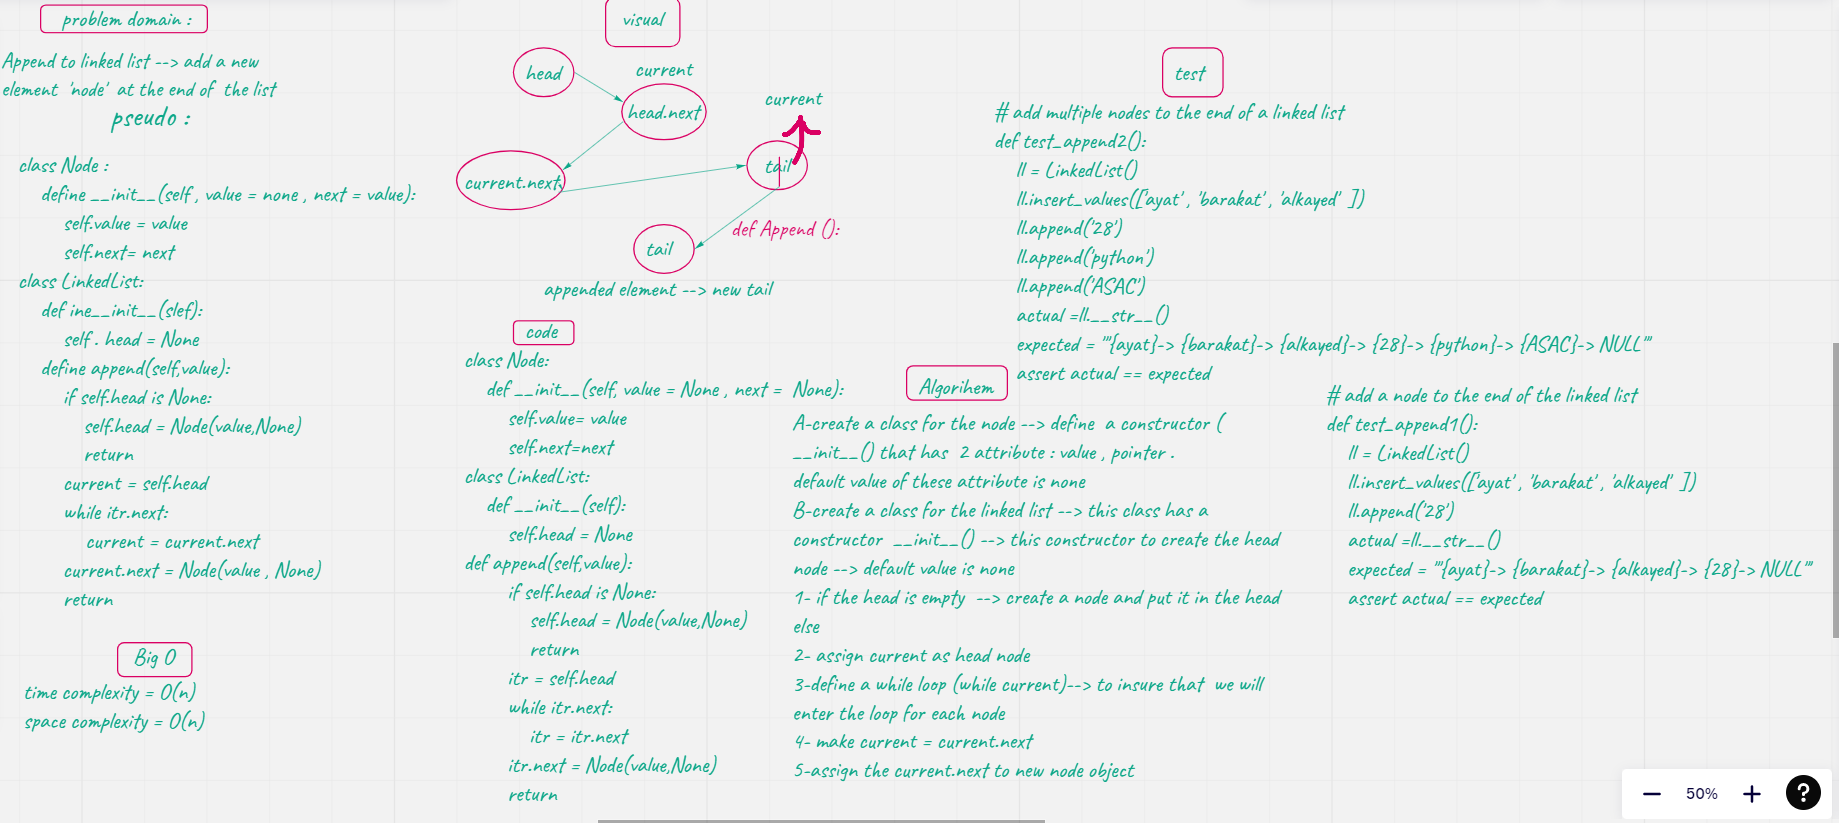 problem domain :
Append to linked list --> add a new
element 'node' at the end of the list
pseudo :
class Node :
define __init__(self , value = none , next = value):
self.value = value
self.next= next
class LinkedList:
def ine__init__(slef):
self . head = None
define append(self,value):
if self.head is None:
self.head = Node(value,None)
return
current = self.head
while itr.next:
current = current.next
current.next = Node(value , None)
return
Big O
time complexity = O(n)
space complexity = O(n)
visual
head
current
head.next
current
current.next
tail
def Append ():
tail
appended element --> new tail
code
class Node:
def __init__(self, value = None , next = None):
self.value= value
self.next=next
class LinkedList:
def __init__(self):
self.head = None
def append(self,value):
if self.head is None:
self.head = Node(value,None)
return
itr = self.head
while itr.next:
itr = itr.next
itr.next = Node(value,None)
return
Algorihem
A-create a class for the node --> define a constructor (
__init__() that has 2 attribute : value , pointer .
default value of these attribute is none
B-create a class for the linked list --> this class has a
constructor __init__() --> this constructor to create the head
node --> default value is none
1- if the head is empty --> create a node and put it in the head
else
2- assign current as head node
3-define a while loop (while current)--> to insure that we will
enter the loop for each node
4- make current = current.next
5-assign the current.next to new node object
test
# add multiple nodes to the end of a linked list
def test_append2():
ll = LinkedList()
ll.insert_values(['ayat' , 'barakat' , 'alkayed' ])
ll.append('28')
ll.append('python')
ll.append('ASAC')
actual =ll.__str__()
expected = '''{ayat}-> {barakat}-> {alkayed}-> {28}-> {python}-> {ASAC}-> NULL'''
assert actual == expected
# add a node to the end of the linked list
def test_append1():
ll = LinkedList()
ll.insert_values(['ayat' , 'barakat' , 'alkayed' ])
ll.append('28')
actual =ll.__str__()
expected = '''{ayat}-> {barakat}-> {alkayed}-> {28}-> NULL'''
assert actual == expected
50%
?